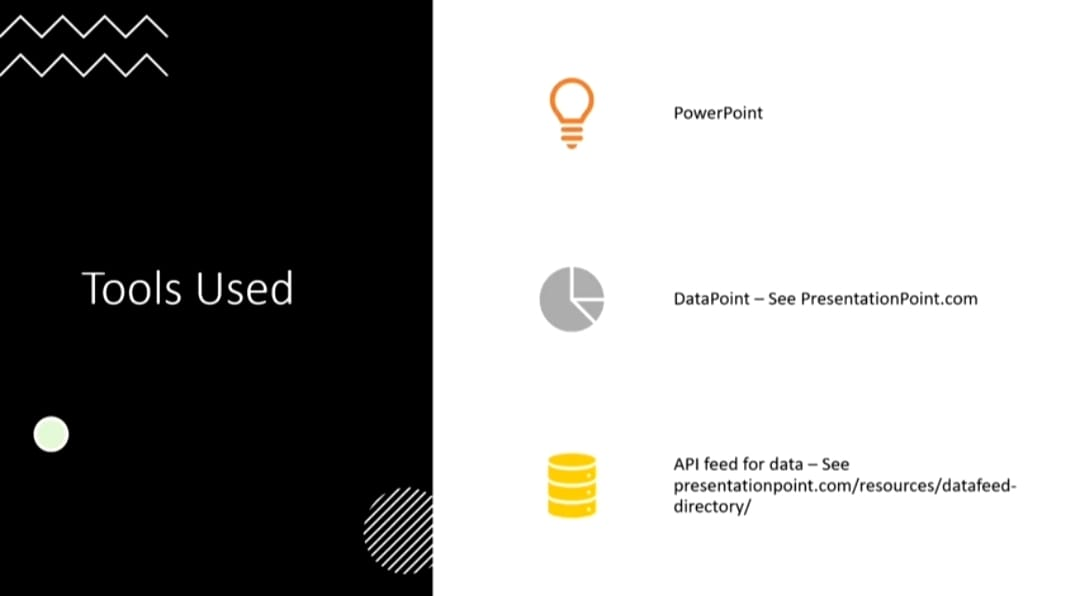 Tools Used
PowerPoint
DataPoint – See PresentationPoint.com
API feed for data – See
presentationpoint.com/resources/datafeed-
directory/